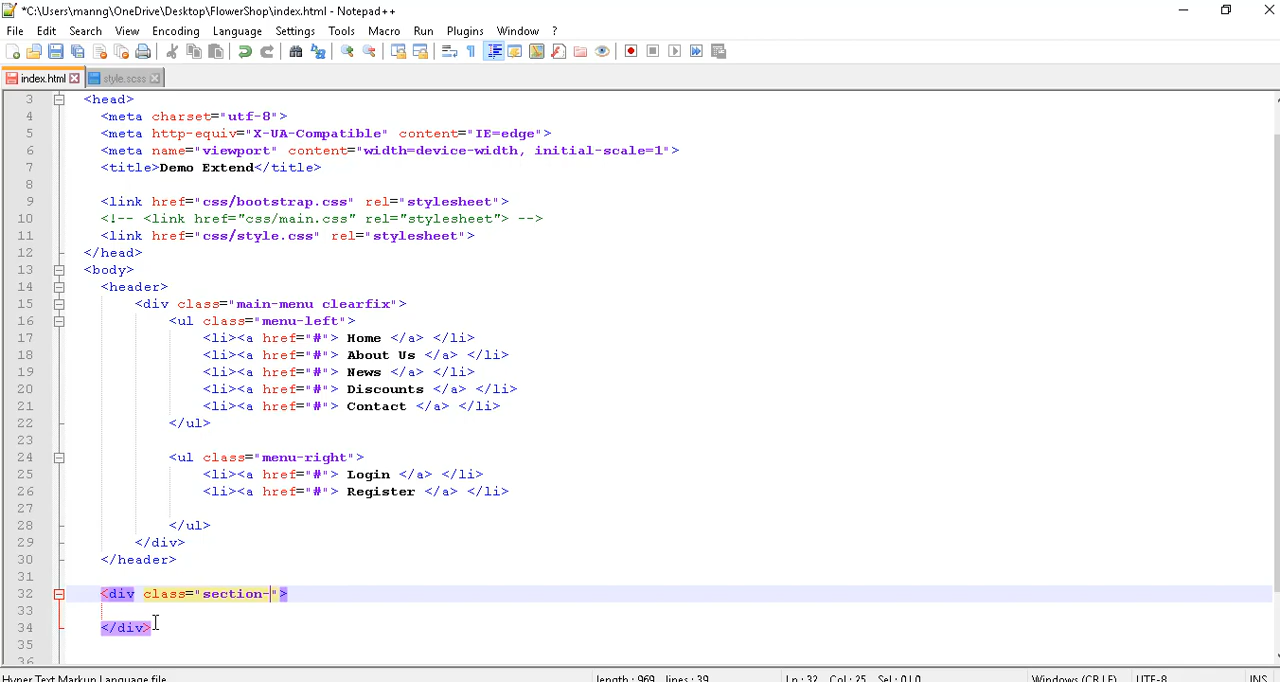 *C:\Users\manng\OneDrive\Desktop\FlowerShop\index.html - Notepad++
File Edit Search View Encoding Language Settings Tools Macro Run Plugins Window ?
index.html style.scss
3 <head>
4 <meta charset="utf-8">
5 <meta http-equiv="X-UA-Compatible" content="IE=edge">
6 <meta name="viewport" content="width=device-width, initial-scale=1">
7 <title>Demo Extend</title>
8
9 <link href="css/bootstrap.css" rel="stylesheet">
10 <!-- <link href="css/main.css" rel="stylesheet"> -->
11 <link href="css/style.css" rel="stylesheet">
12 </head>
13 <body>
14 <header>
15 <div class="main-menu clearfix">
16 <ul class="menu-left">
17 <li><a href="#"> Home </a> </li>
18 <li><a href="#"> About Us </a> </li>
19 <li><a href="#"> News </a> </li>
20 <li><a href="#"> Discounts </a> </li>
21 <li><a href="#"> Contact </a> </li>
22 </ul>
23
24 <ul class="menu-right">
25 <li><a href="#"> Login </a> </li>
26 <li><a href="#"> Register </a> </li>
27
28 </ul>
29 </div>
30 </header>
31
32 <div class="section-">
33
34 </div>
35
36
Hyper Text Markup Language file length : 969 lines : 39 Ln : 32 Col : 25 Sel : 0 | 0 Windows (CR LF) UTF-8 INS